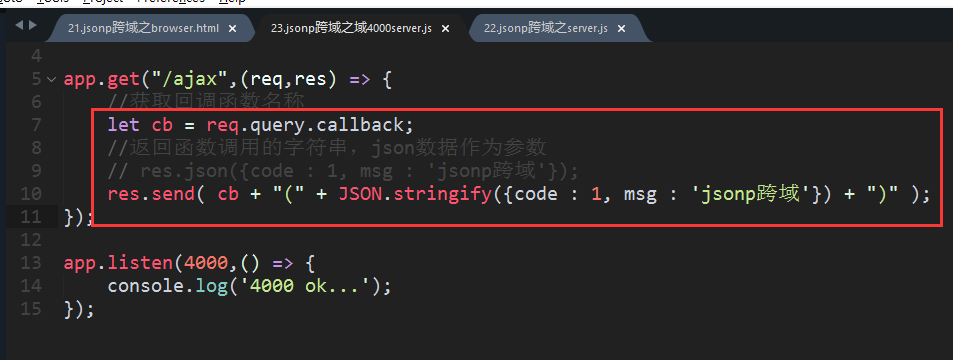 Tools Project Preferences Help
21.jsonp跨域之browser.html × 23.jsonp跨域之域4000server.js × 22.jsonp跨域之server.js ×
4
5 app.get("/ajax",(req,res) => {
6 //获取回调函数名称
7 let cb = req.query.callback;
8 //返回函数调用的字符串，json数据作为参数
9 // res.json({code : 1, msg : 'jsonp跨域'});
10 res.send( cb + "(" + JSON.stringify({code : 1, msg : 'jsonp跨域'}) + ")" );
11 });
12
13 app.listen(4000,() => {
14 console.log('4000 ok...');
15 });